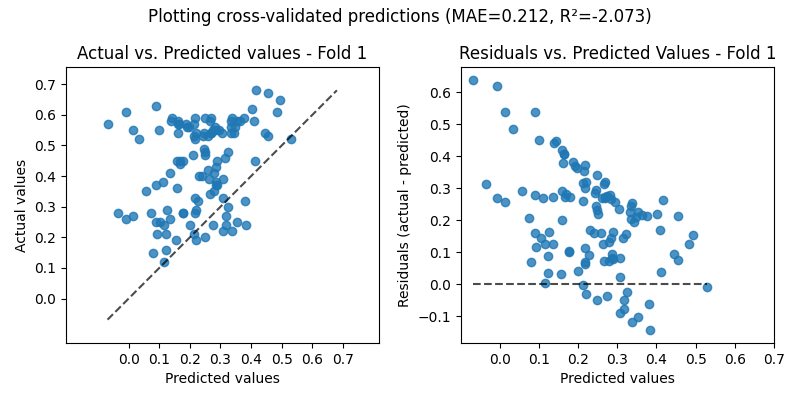 Plotting cross-validated predictions (MAE=0.212, R²=-2.073)
Actual vs. Predicted values - Fold 1
Actual values
0.7
0.6
0.5
0.4
0.3
0.2
0.1
0.0
0.0 0.1 0.2 0.3 0.4 0.5 0.6 0.7
Predicted values
Residuals vs. Predicted Values - Fold 1
Residuals (actual - predicted)
0.6
0.5
0.4
0.3
0.2
0.1
0.0
−0.1
0.0 0.1 0.2 0.3 0.4 0.5 0.6 0.7
Predicted values